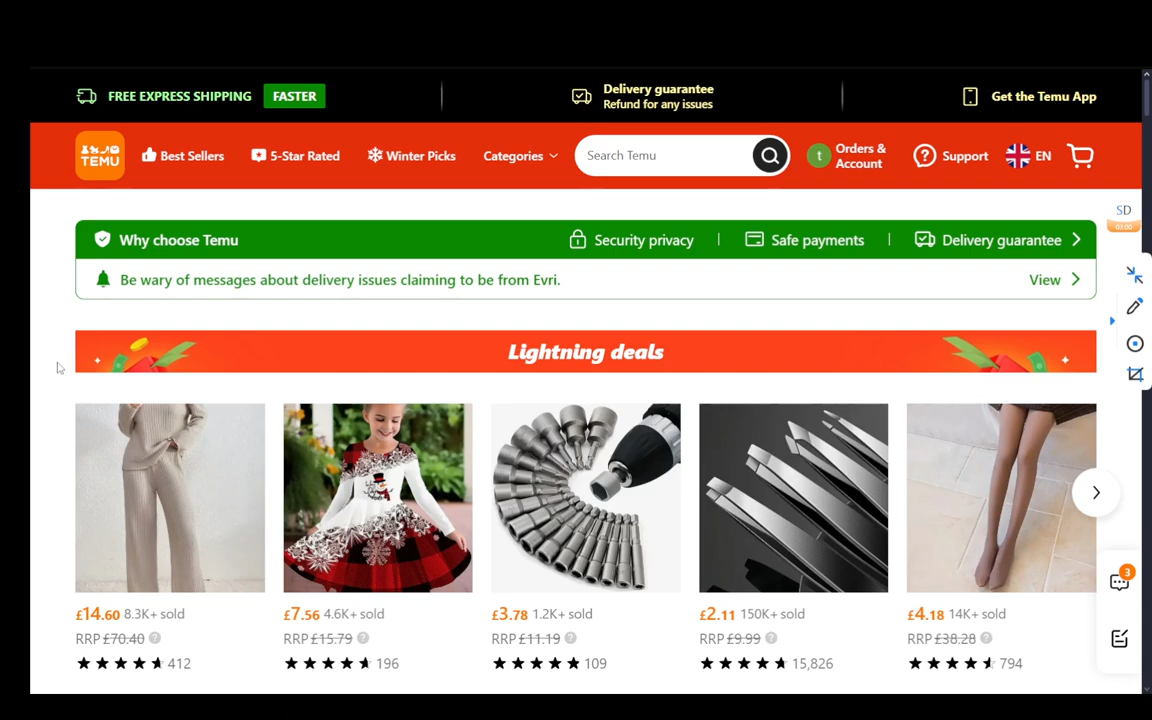 FREE EXPRESS SHIPPING FASTER
Delivery guarantee
Refund for any issues
Get the Temu App
TEMU
Best Sellers
5-Star Rated
Winter Picks
Categories
Search Temu
t
Orders &
Account
Support
EN
Why choose Temu
Security privacy
Safe payments
Delivery guarantee
SD
03:00
Be wary of messages about delivery issues claiming to be from Evri.
View
Lightning deals
£14.60 8.3K+ sold
RRP £70.40 ?
412
£7.56 4.6K+ sold
RRP £15.79 ?
196
£3.78 1.2K+ sold
RRP £11.19 ?
109
£2.11 150K+ sold
RRP £9.99 ?
15,826
£4.18 14K+ sold
RRP £38.28 ?
794
3